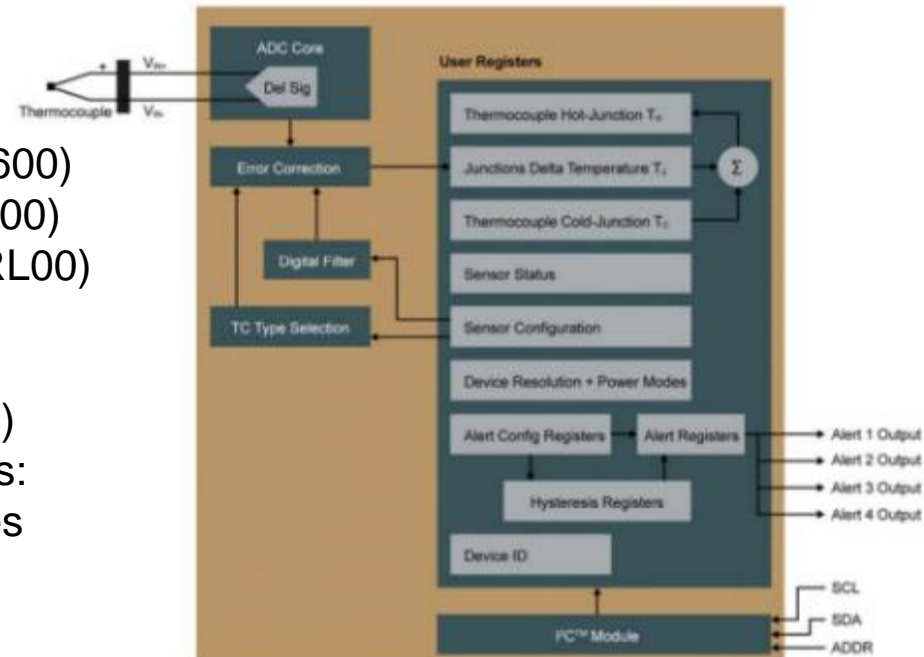 600)
00)
RL00)
)
s:
es
ADC Core
Del Sig
+
VIN+
VIN-
Thermocouple
Error Correction
Digital Filter
TC Type Selection
User Registers
Thermocouple Hot-Junction TH
Junctions Delta Temperature
Thermocouple Cold-Junction TC
Σ
Sensor Status
Sensor Configuration
Device Resolution + Power Modes
Alert Config Registers
Alert Registers
Hysteresis Registers
Device ID
Alert 1 Output
Alert 2 Output
Alert 3 Output
Alert 4 Output
I²C™ Module
SCL
SDA
ADDR